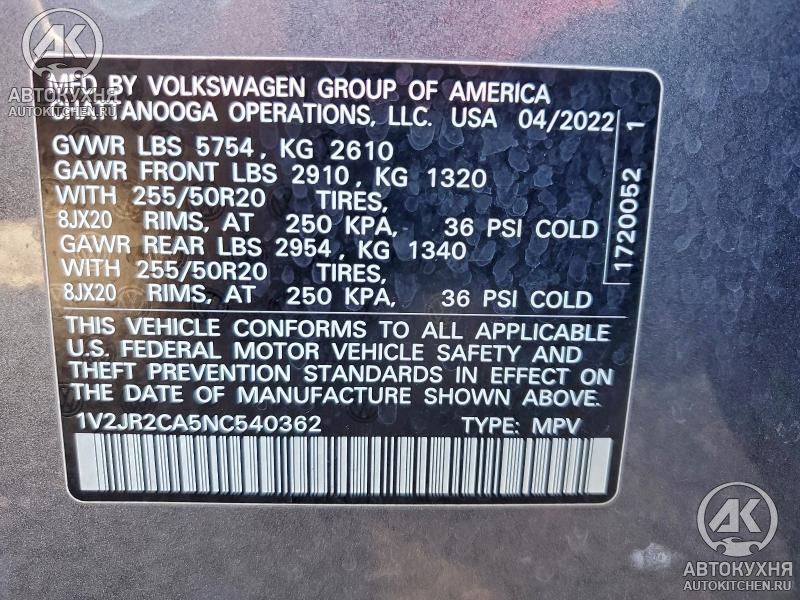 AK
АВТОКУХНЯ
AUTOKITCHEN.RU
MFD BY VOLKSWAGEN GROUP OF AMERICA
CHATTANOOGA OPERATIONS, LLC. USA 04/2022
GVWR LBS 5754, KG 2610
GAWR FRONT LBS 2910, KG 1320
WITH 255/50R20 TIRES,
8JX20 RIMS, AT 250 KPA, 36 PSI COLD
GAWR REAR LBS 2954, KG 1340
WITH 255/50R20 TIRES,
8JX20 RIMS, AT 250 KPA, 36 PSI COLD
THIS VEHICLE CONFORMS TO ALL APPLICABLE
U.S. FEDERAL MOTOR VEHICLE SAFETY AND
THEFT PREVENTION STANDARDS IN EFFECT ON
THE DATE OF MANUFACTURE SHOWN ABOVE.
1V2JR2CA5NC540362 TYPE: MPV
1720052 1
AK
АВТОКУХНЯ
AUTOKITCHEN.RU